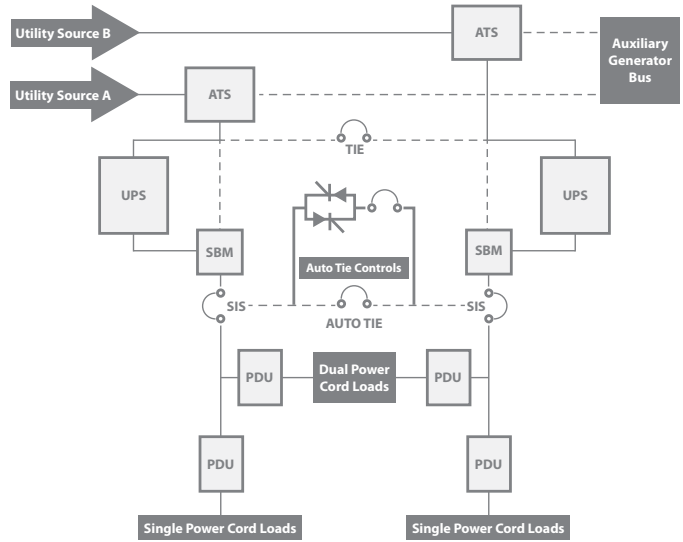 Utility Source B
ATS
Auxiliary
Generator
Bus
Utility Source A
ATS
TIE
UPS
UPS
SBM
SBM
Auto Tie Controls
SIS
SIS
AUTO TIE
PDU
Dual Power
Cord Loads
PDU
PDU
PDU
Single Power Cord Loads
Single Power Cord Loads